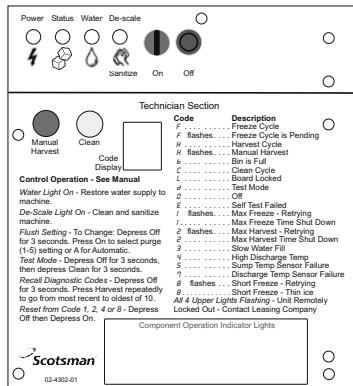 Power Status Water De-scale
Sanitize On Off
Technician Section
Manual Harvest
Clean
Code Display
Code Description
F . . . . . . . . . . Freeze Cycle
F flashes. . . . Freeze Cycle is Pending
H . . . . . . . . . . Harvest Cycle
H flashes. . . . Manual Harvest
b . . . . . . . . . . Bin is Full
C . . . . . . . . . . Clean Cycle
L . . . . . . . . . . Board Locked
d . . . . . . . . . . Test Mode
O . . . . . . . . . . Off
E . . . . . . . . . . Self Test Failed
1 flashes. . . . Max Freeze - Retrying
1 . . . . . . . . . . Max Freeze Time Shut Down
2 flashes. . . . Max Harvest - Retrying
2 . . . . . . . . . . Max Harvest Time Shut Down
3 . . . . . . . . . . Slow Water Fill
4 . . . . . . . . . . High Discharge Temp
5 . . . . . . . . . . Sump Temp Sensor Failure
7 . . . . . . . . . . Discharge Temp Sensor Failure
8 flashes . . . Short Freeze - Retrying
8 . . . . . . . . . . Short Freeze - Thin ice
All 4 Upper Lights Flashing - Unit Remotely
Locked Out - Contact Leasing Company
Control Operation - See Manual
Water Light On - Restore water supply to
machine.
De-Scale Light On - Clean and sanitize
machine.
Flush Setting - To Change: Depress Off
for 3 seconds. Press On to select purge
(1-5) setting or A for Automatic.
Test Mode - Depress Off for 3 seconds,
then depress Clean for 3 seconds.
Recall Diagnostic Codes - Depress Off
for 3 seconds. Press Harvest repeatedly
to go from most recent to oldest of 10.
Reset from Code 1, 2, 4 or 8 - Depress
Off then Depress On.
Component Operation Indicator Lights
Scotsman
02-4302-01